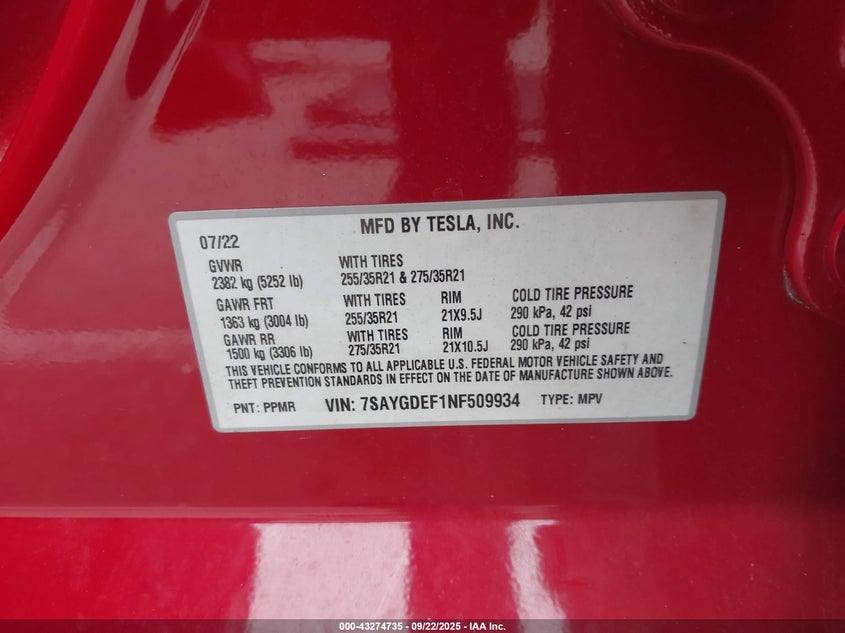 MFD BY TESLA, INC.
07/22
GVWR WITH TIRES
2382 kg (5252 lb) 255/35R21 & 275/35R21
GAWR FRT WITH TIRES RIM COLD TIRE PRESSURE
1363 kg (3004 lb) 255/35R21 21X9.5J 290 kPa, 42 psi
GAWR RR WITH TIRES RIM COLD TIRE PRESSURE
1500 kg (3306 lb) 275/35R21 21X10.5J 290 kPa, 42 psi
THIS VEHICLE CONFORMS TO ALL APPLICABLE U.S. FEDERAL MOTOR VEHICLE SAFETY AND
THEFT PREVENTION STANDARDS IN EFFECT ON THE DATE OF MANUFACTURE SHOWN ABOVE.
PNT: PPMR VIN: 7SAYGDEF1NF509934 TYPE: MPV
000-43274735 - 09/22/2025 - IAA Inc.